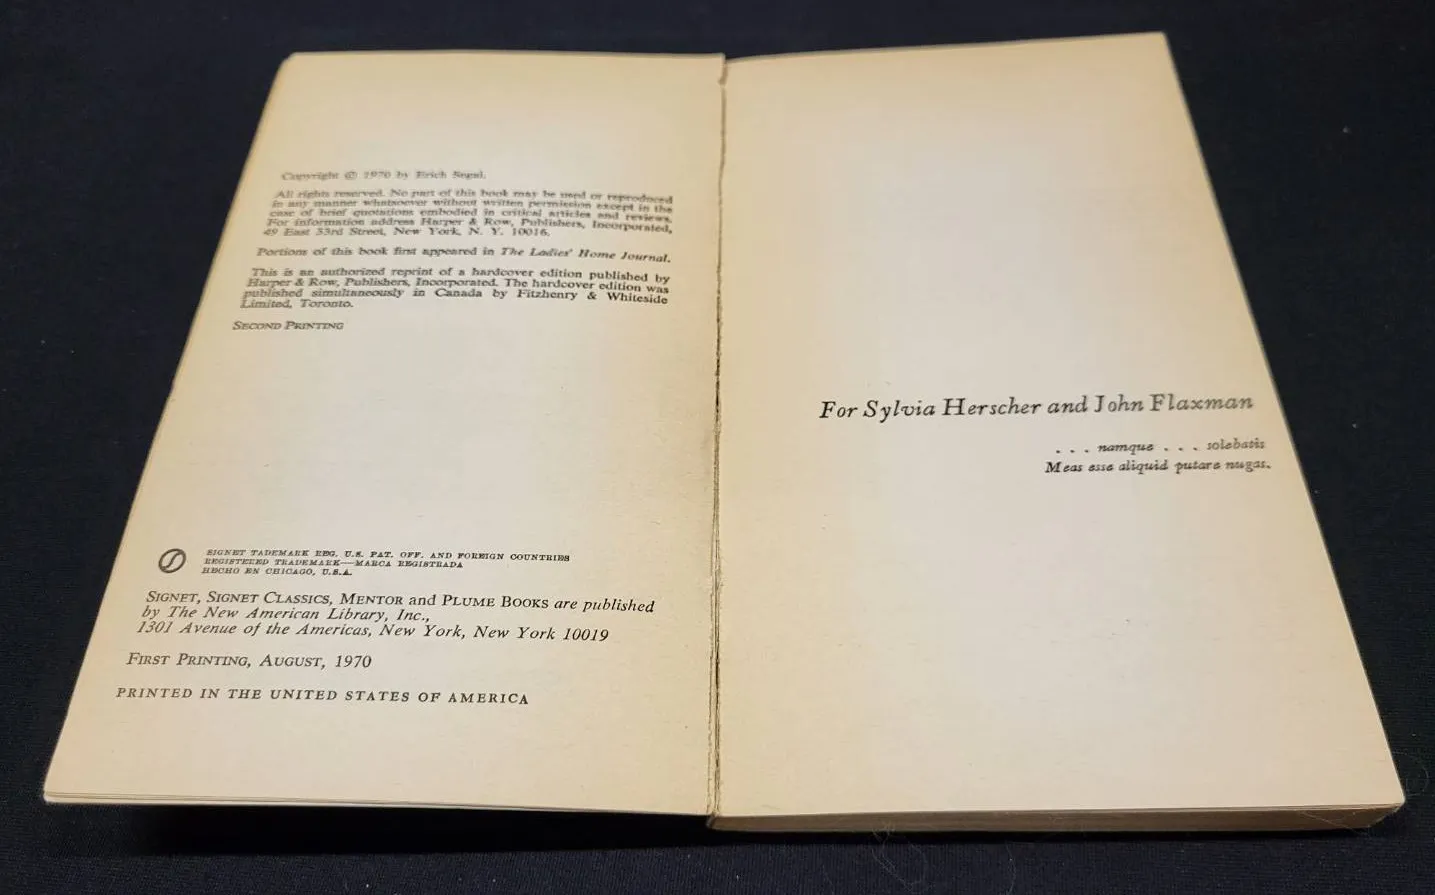 Copyright © 1970 by Erich Segal.
All rights reserved. No part of this book may be used or reproduced
in any manner whatsoever without written permission except in the
case of brief quotations embodied in critical articles and reviews.
For information address Harper & Row, Publishers, Incorporated,
49 East 33rd Street, New York, N. Y. 10016.
Portions of this book first appeared in The Ladies' Home Journal.
This is an authorized reprint of a hardcover edition published by
Harper & Row, Publishers, Incorporated. The hardcover edition was
published simultaneously in Canada by Fitzhenry & Whiteside
Limited, Toronto.
SECOND PRINTING
SIGNET TRADEMARK REG. U.S. PAT. OFF. AND FOREIGN COUNTRIES
REGISTERED TRADEMARK—MARCA REGISTRADA
HECHO EN CHICAGO, U.S.A.
SIGNET, SIGNET CLASSICS, MENTOR and PLUME BOOKS are published
by The New American Library, Inc.,
1301 Avenue of the Americas, New York, New York 10019
FIRST PRINTING, AUGUST, 1970
PRINTED IN THE UNITED STATES OF AMERICA
For Sylvia Herscher and John Flaxman
. . . namque . . . solebatis
Meas esse aliquid putare nugas.